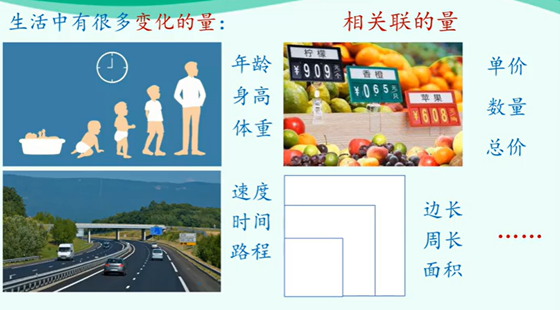 生活中有很多变化的量：
相关联的量
年龄
身高
体重
柠檬
¥909
香橙
¥065
苹果
¥608
单价
数量
总价
速度
时间
路程
边长
周长
面积
……